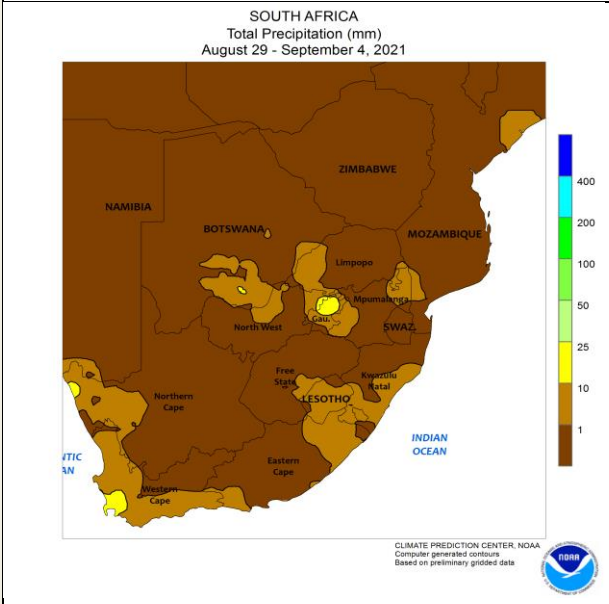 SOUTH AFRICA
Total Precipitation (mm)
August 29 - September 4, 2021
ZIMBABWE
NAMIBIA
BOTSWANA
MOZAMBIQUE
Limpopo
Mpumalanga
North West
Gau.
SWAZ.
Free
State
Kwazulu
Natal
Northern
Cape
LESOTHO
Eastern
Cape
Western
Cape
NTIC
AN
INDIAN
OCEAN
400
200
100
50
25
10
1
CLIMATE PREDICTION CENTER, NOAA
Computer generated contours
Based on preliminary gridded data
NOAA